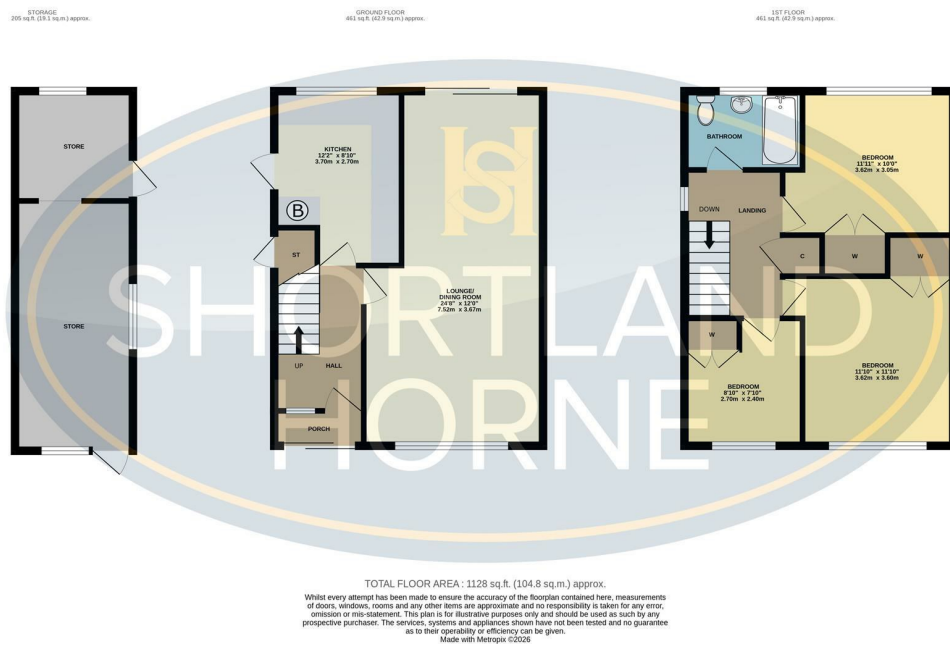 STORAGE
205 sq.ft. (19.1 sq.m.) approx.
GROUND FLOOR
461 sq.ft. (42.9 sq.m.) approx.
1ST FLOOR
461 sq.ft. (42.9 sq.m.) approx.
STORE
STORE
KITCHEN
12'2" x 8'10"
3.70m x 2.70m
B
ST
LOUNGE/
DINING ROOM
24'8" x 12'0"
7.52m x 3.67m
UP
HALL
PORCH
BATHROOM
BEDROOM
11'11" x 10'0"
3.62m x 3.05m
DOWN
LANDING
C
W
W
W
BEDROOM
8'10" x 7'10"
2.70m x 2.40m
BEDROOM
11'10" x 11'10"
3.62m x 3.60m
SH
SHORTLAND
HORNE
TOTAL FLOOR AREA : 1128 sq.ft. (104.8 sq.m.) approx.
Whilst every attempt has been made to ensure the accuracy of the floorplan contained here, measurements
of doors, windows, rooms and any other items are approximate and no responsibility is taken for any error,
omission or mis-statement. This plan is for illustrative purposes only and should be used as such by any
prospective purchaser. The services, systems and appliances shown have not been tested and no guarantee
as to their operability or efficiency can be given.
Made with Metropix ©2026